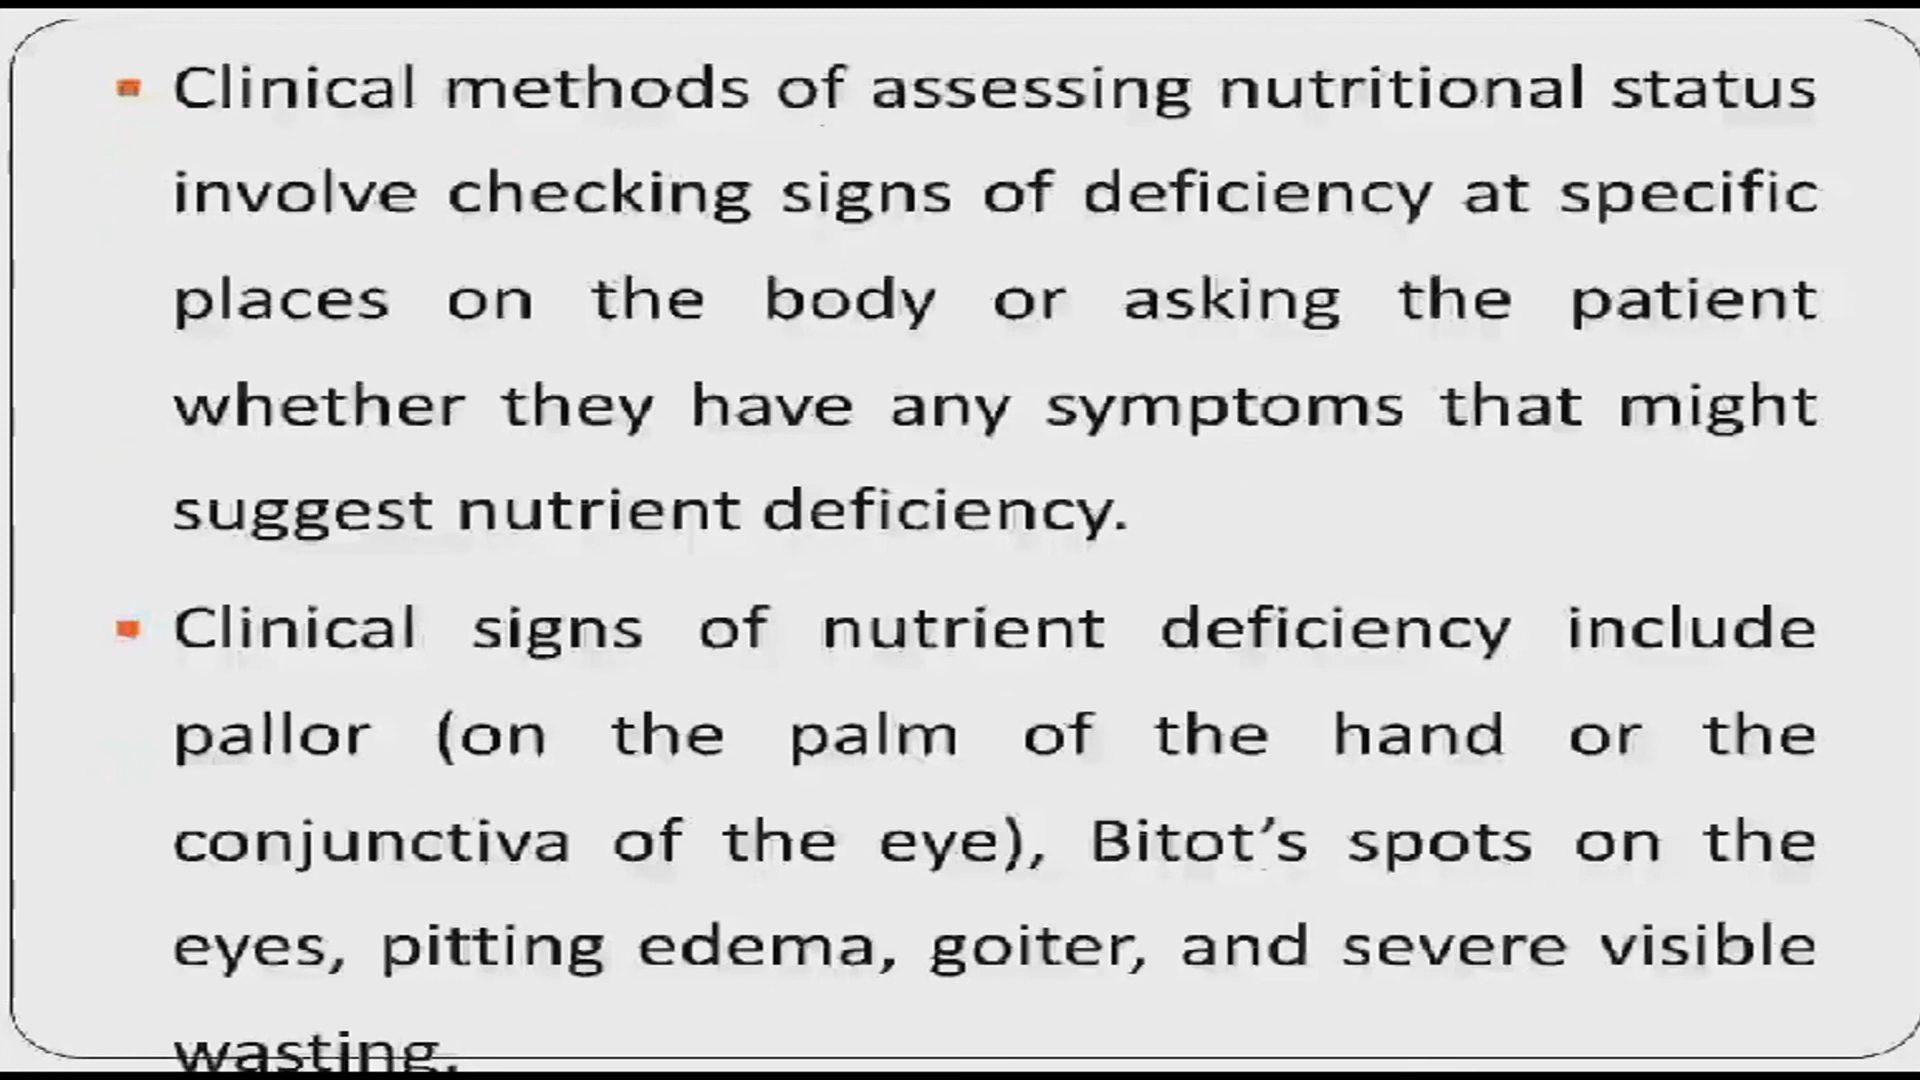 ▪ Clinical methods of assessing nutritional status
involve checking signs of deficiency at specific
places on the body or asking the patient
whether they have any symptoms that might
suggest nutrient deficiency.
▪ Clinical signs of nutrient deficiency include
pallor (on the palm of the hand or the
conjunctiva of the eye), Bitot’s spots on the
eyes, pitting edema, goiter, and severe visible
wasting.